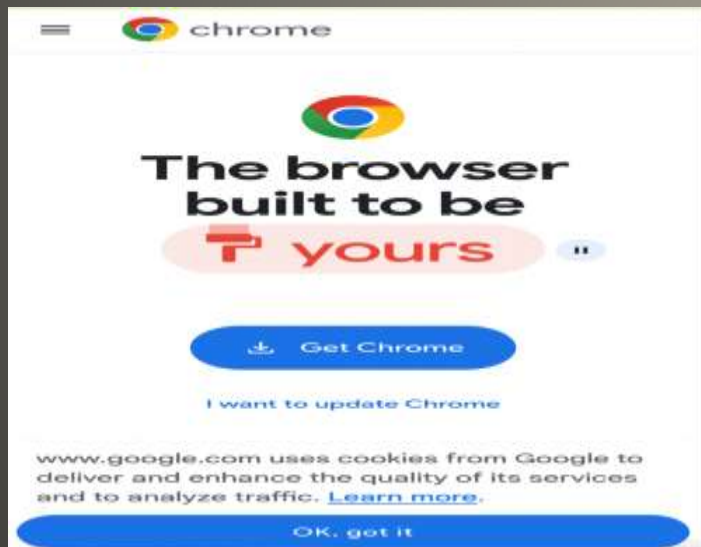 chrome
The browser
built to be
yours
Get Chrome
I want to update Chrome
www.google.com uses cookies from Google to
deliver and enhance the quality of its services
and to analyze traffic. Learn more.
OK, got it